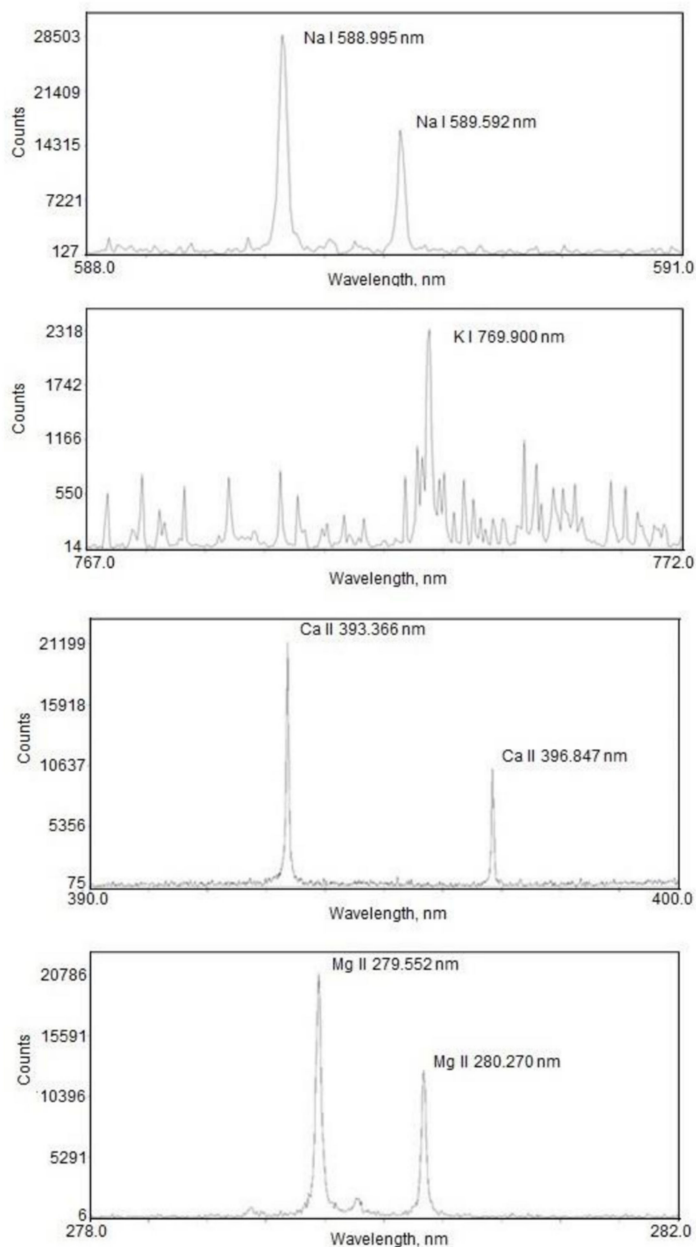 Na I 588.995 nm
Na I 589.592 nm
28503
21409
14315
7221
127
Counts
588.0
591.0
Wavelength, nm
K I 769.900 nm
2318
1742
1166
550
14
Counts
767.0
772.0
Wavelength, nm
Ca II 393.366 nm
Ca II 396.847 nm
21199
15918
10637
5356
75
Counts
390.0
400.0
Wavelength, nm
Mg II 279.552 nm
Mg II 280.270 nm
20786
15591
10396
5291
6
Counts
278.0
282.0
Wavelength, nm